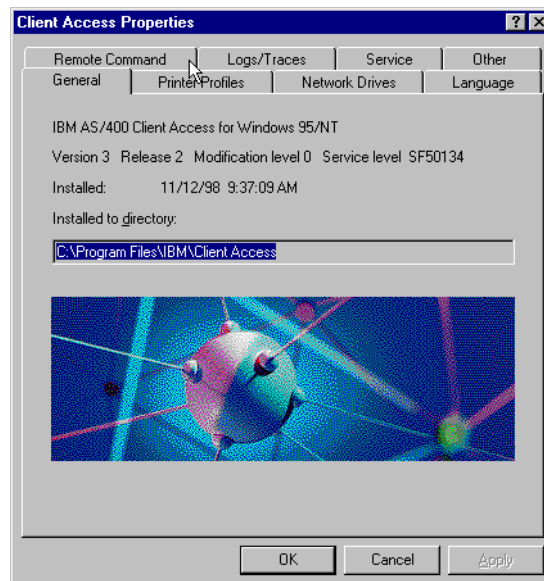 Client Access Properties
Remote Command Logs/Traces Service Other
General Printer Profiles Network Drives Language
IBM AS/400 Client Access for Windows 95/NT
Version 3 Release 2 Modification level 0 Service level SF50134
Installed: 11/12/98 9:37:09 AM
Installed to directory:
C:\Program Files\IBM\Client Access
OK Cancel Apply